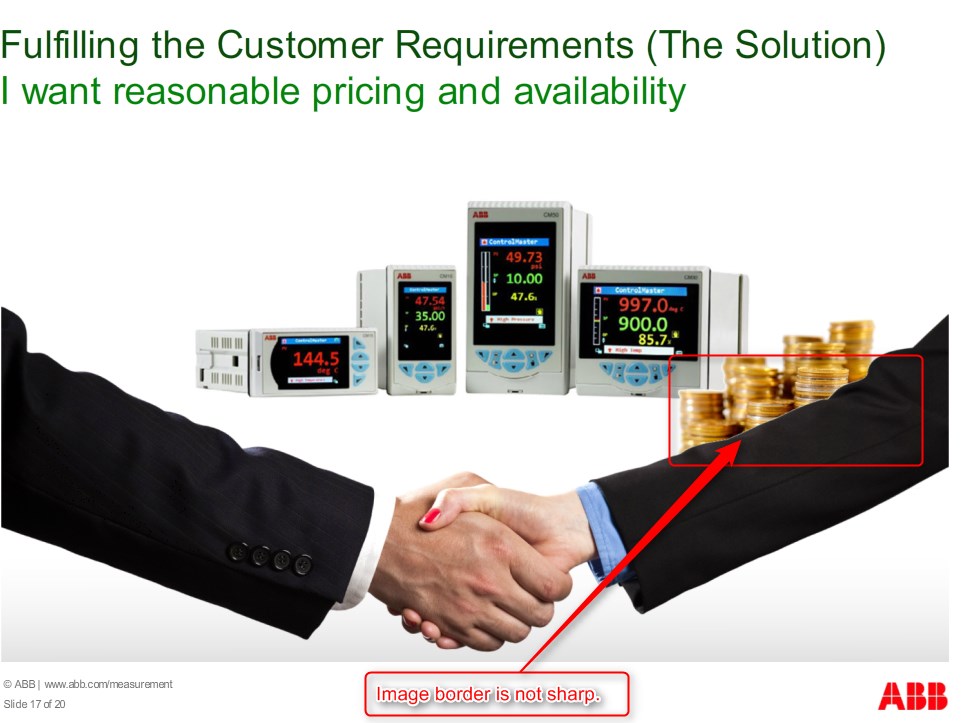 Fulfilling the Customer Requirements (The Solution)
I want reasonable pricing and availability
ABB
CM50
ControlMaster
49.73
psi
10.00
47.6
High Pressure
ABB
ControlMaster
47.54
35.00
47.6
ABB
ControlMaster
997.0 deg C
900.0
85.7
High temp
ABB
ControlMaster
144.5
deg C
Image border is not sharp.
© ABB | www.abb.com/measurement
Slide 17 of 20
ABB